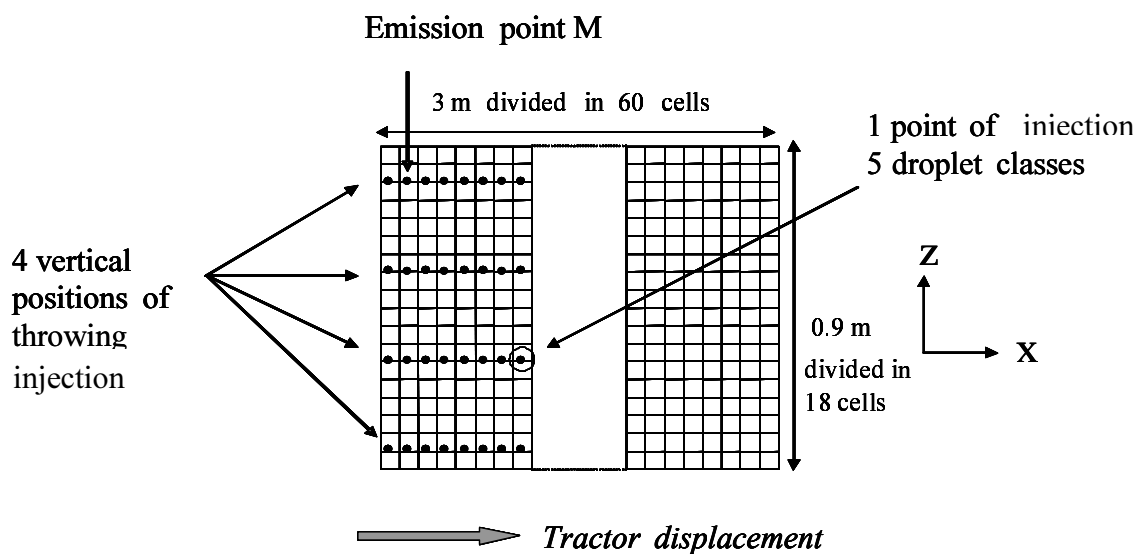 Emission point M
3 m divided in 60 cells
1 point of injection
5 droplet classes
4 vertical
positions of
throwing
injection
Z
X
0.9 m
divided in
18 cells
Tractor displacement